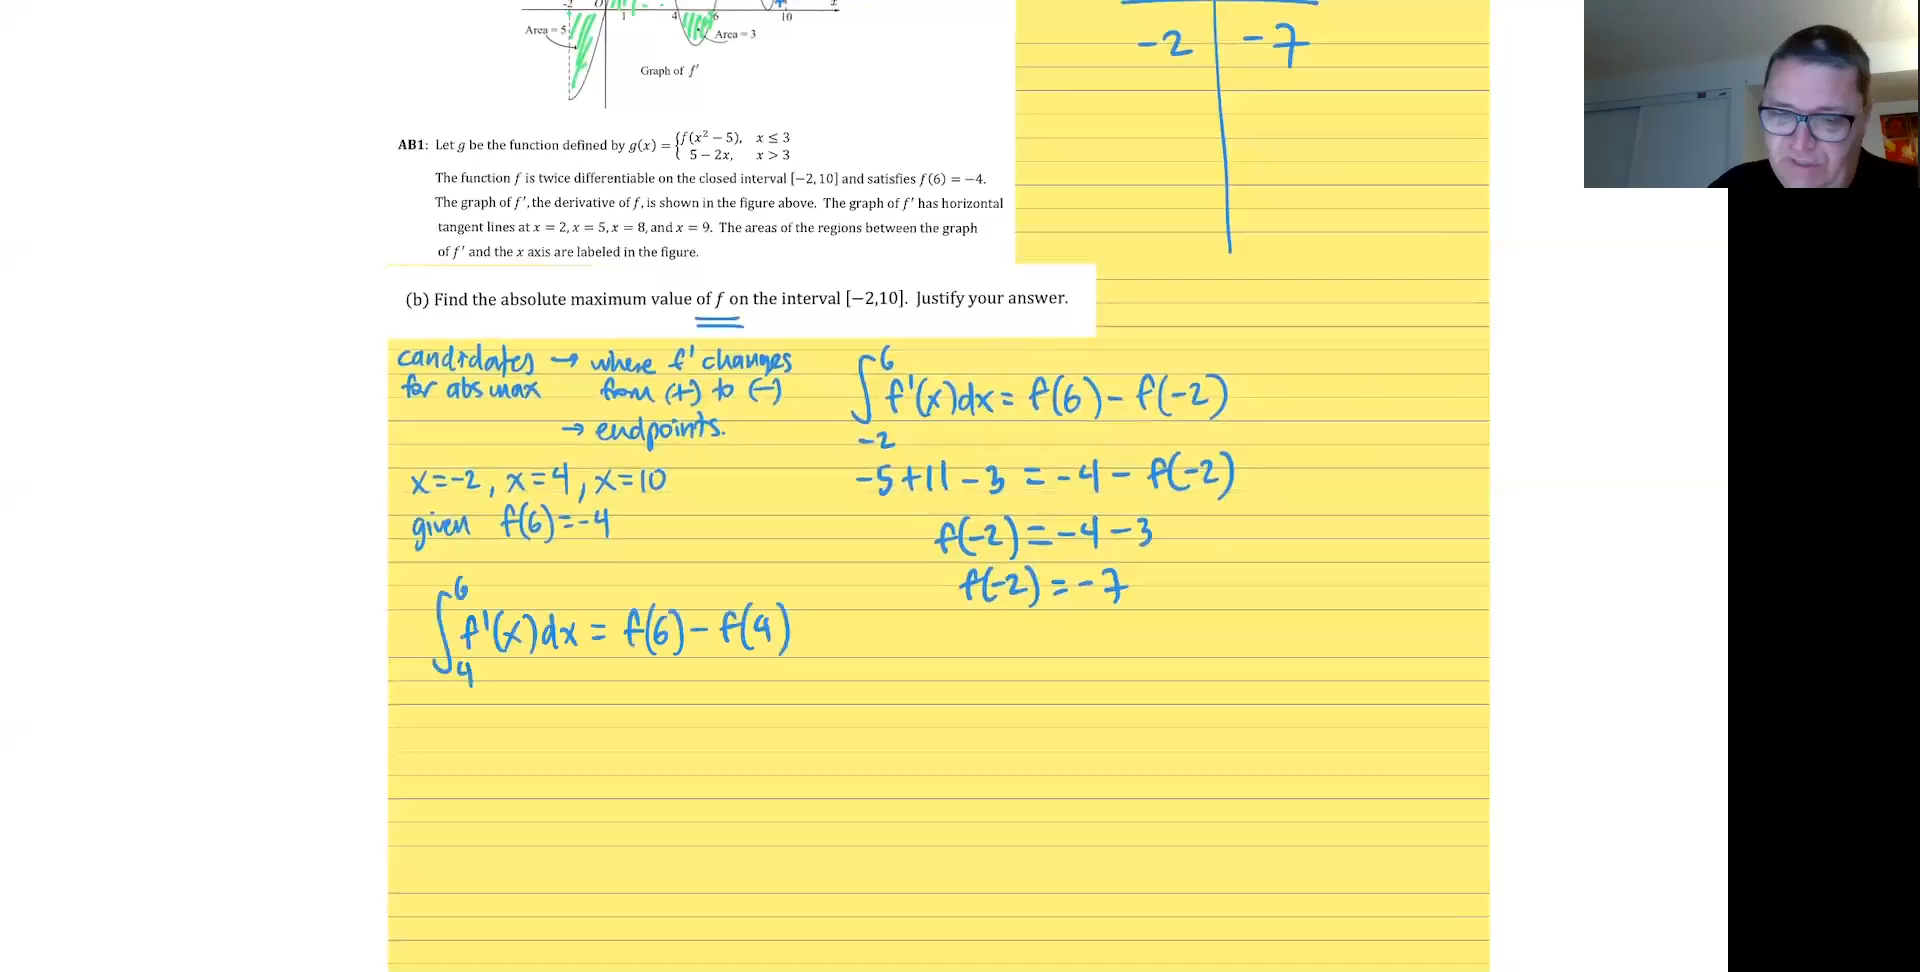 -2 0 1 4 6 10 x
Area = 5
Area = 3
Graph of f′
-2 -7
AB1: Let g be the function defined by g(x) = { f(x² − 5), x ≤ 3
5 − 2x, x > 3
The function f is twice differentiable on the closed interval [−2, 10] and satisfies f(6) = −4.
The graph of f′, the derivative of f, is shown in the figure above. The graph of f′ has horizontal
tangent lines at x = 2, x = 5, x = 8, and x = 9. The areas of the regions between the graph
of f′ and the x axis are labeled in the figure.
(b) Find the absolute maximum value of f on the interval [−2,10]. Justify your answer.
candidates → where f' changes
for abs max from (+) to (-)
→ endpoints.
x=-2, x=4, x=10
given f(6)=-4
∫₄⁶ f'(x)dx = f(6) - f(4)
∫₋₂⁶ f'(x)dx = f(6) - f(-2)
-5+11-3 = -4 - f(-2)
f(-2) = -4-3
f(-2) = -7